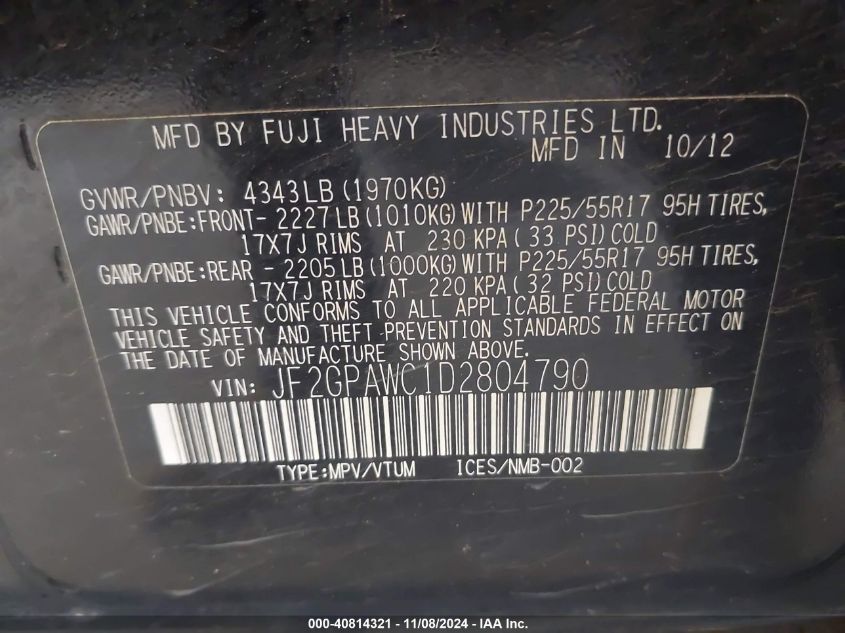 MFD BY FUJI HEAVY INDUSTRIES LTD.
MFD IN 10/12
GVWR/PNBV: 4343LB(1970KG)
GAWR/PNBE:FRONT- 2227LB(1010KG)WITH P225/55R17 95H TIRES,
17X7J RIMS AT 230 KPA(33 PSI)COLD
GAWR/PNBE:REAR - 2205LB(1000KG)WITH P225/55R17 95H TIRES,
17X7J RIMS AT 220 KPA(32 PSI)COLD
THIS VEHICLE CONFORMS TO ALL APPLICABLE FEDERAL MOTOR
VEHICLE SAFETY AND THEFT PREVENTION STANDARDS IN EFFECT ON
THE DATE OF MANUFACTURE SHOWN ABOVE.
VIN: JF2GPAWC1D2804790
TYPE:MPV/VTUM ICES/NMB-002
000-40814321 - 11/08/2024 - IAA Inc.